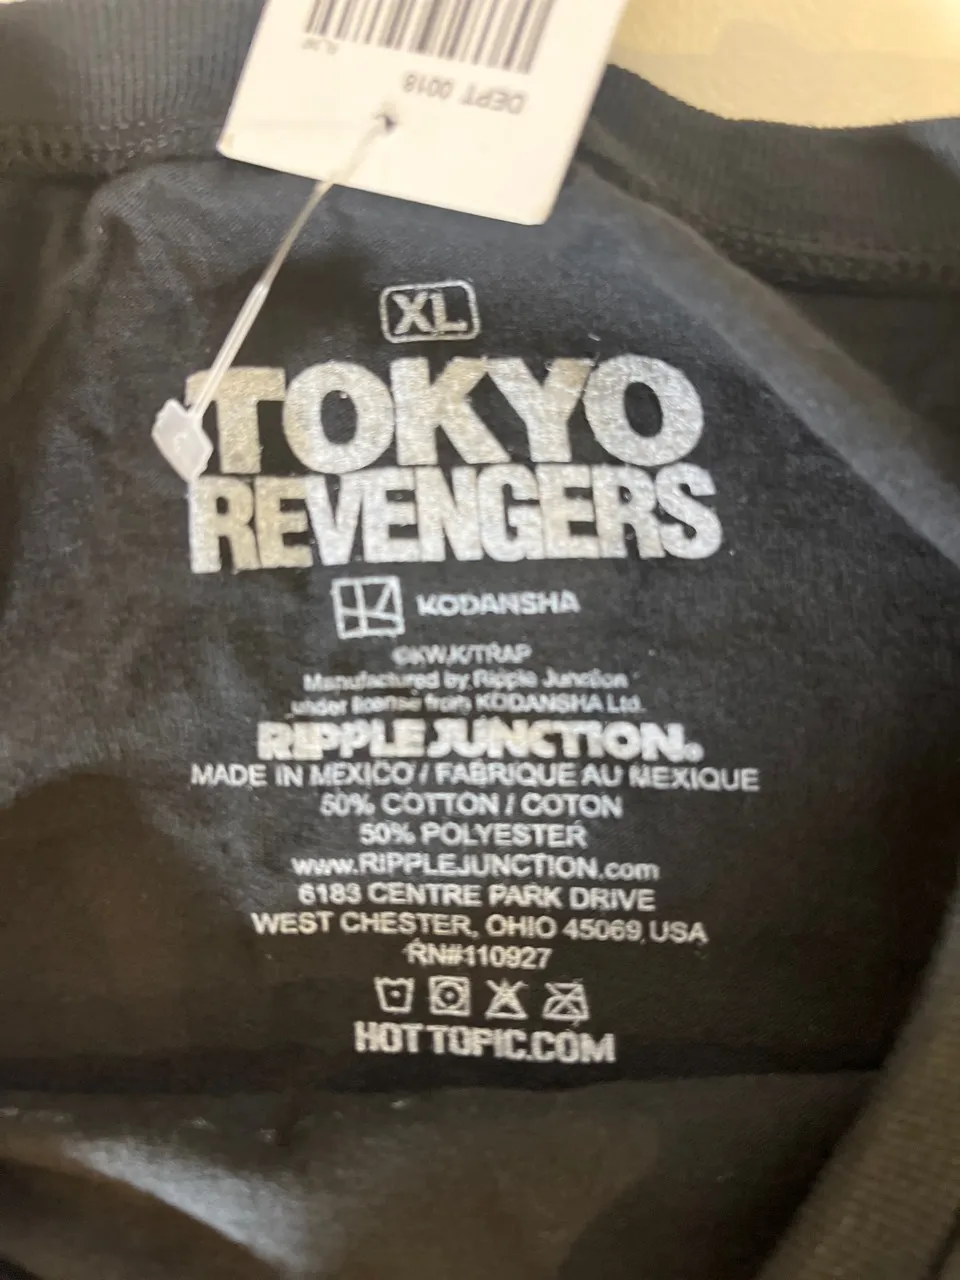 DEPT 0018
XL
TOKYO
REVENGERS
KODANSHA
©KW.K/TRAP
Manufactured by Ripple Junction
under license from KODANSHA Ltd.
RIPPLE JUNCTION®
MADE IN MEXICO / FABRIQUE AU MEXIQUE
50% COTTON / COTON
50% POLYESTER
www.RIPPLEJUNCTION.com
6183 CENTRE PARK DRIVE
WEST CHESTER, OHIO 45069, USA
RN#110927
HOTTOPIC.COM